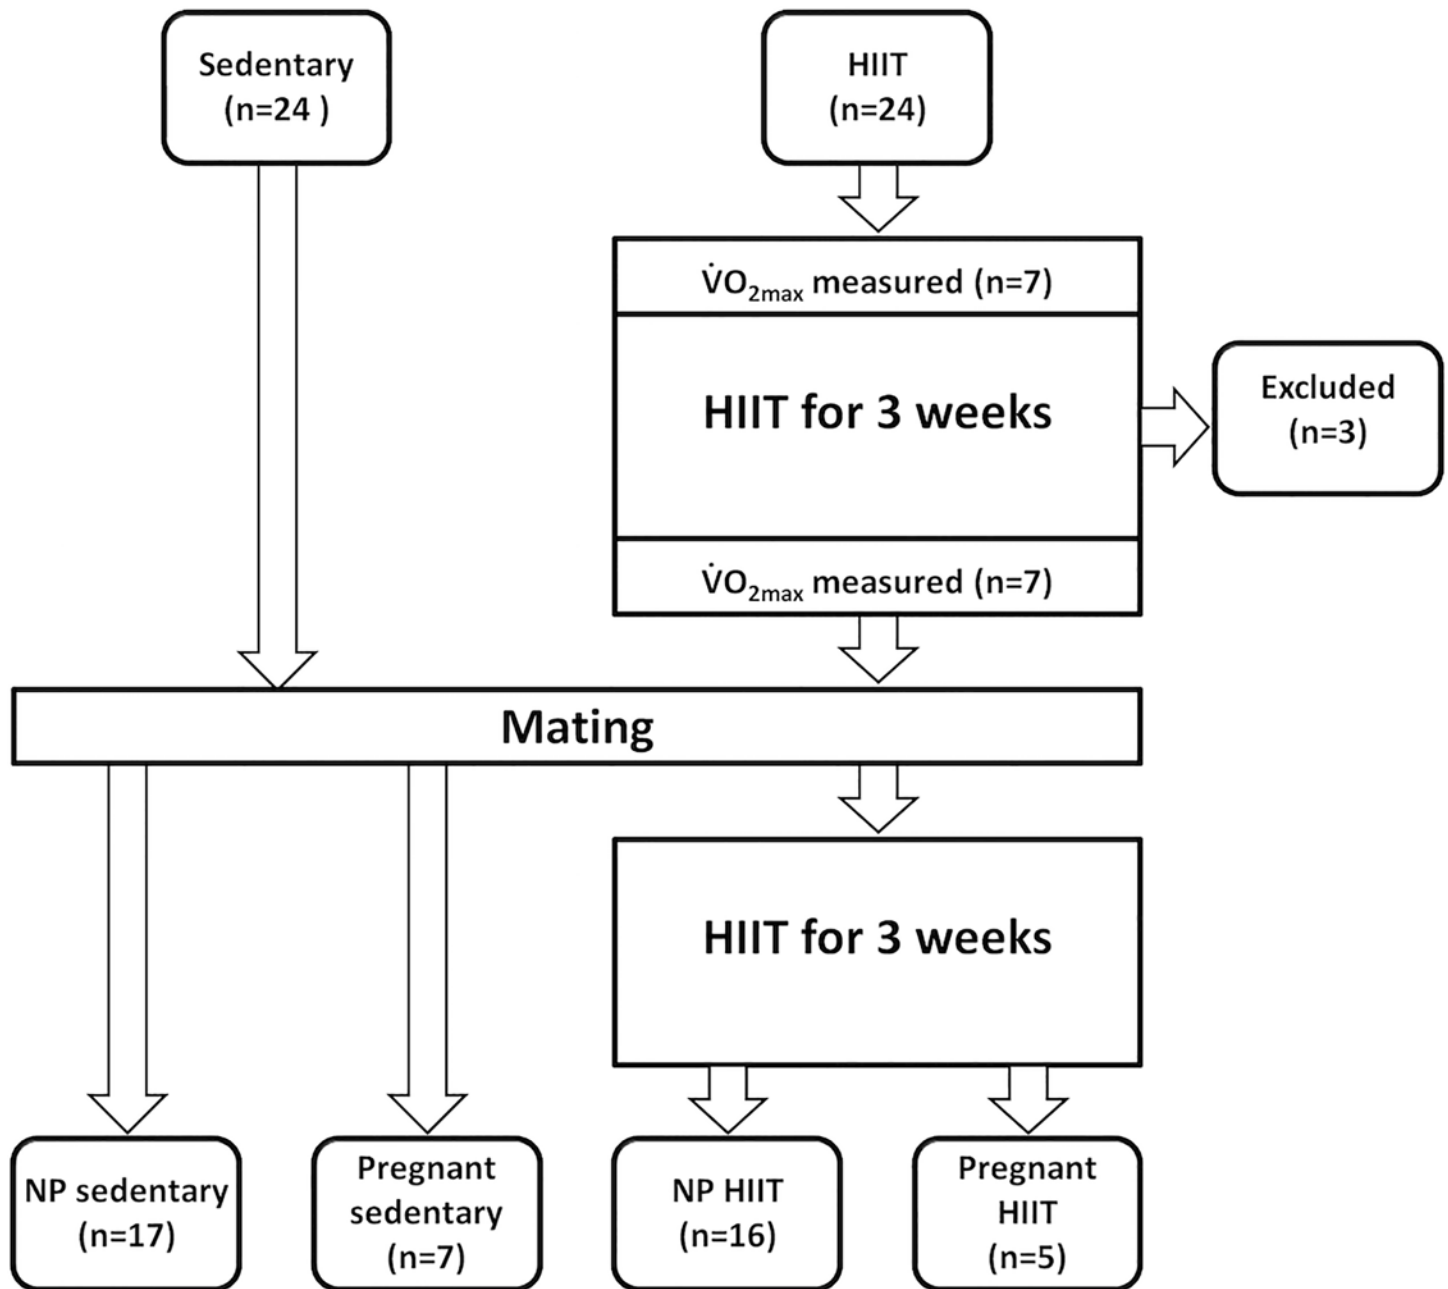 Sedentary
(n=24 )
HIIT
(n=24)
V̇O₂max measured (n=7)
HIIT for 3 weeks
Excluded
(n=3)
V̇O₂max measured (n=7)
Mating
HIIT for 3 weeks
NP sedentary
(n=17)
Pregnant
sedentary
(n=7)
NP HIIT
(n=16)
Pregnant
HIIT
(n=5)